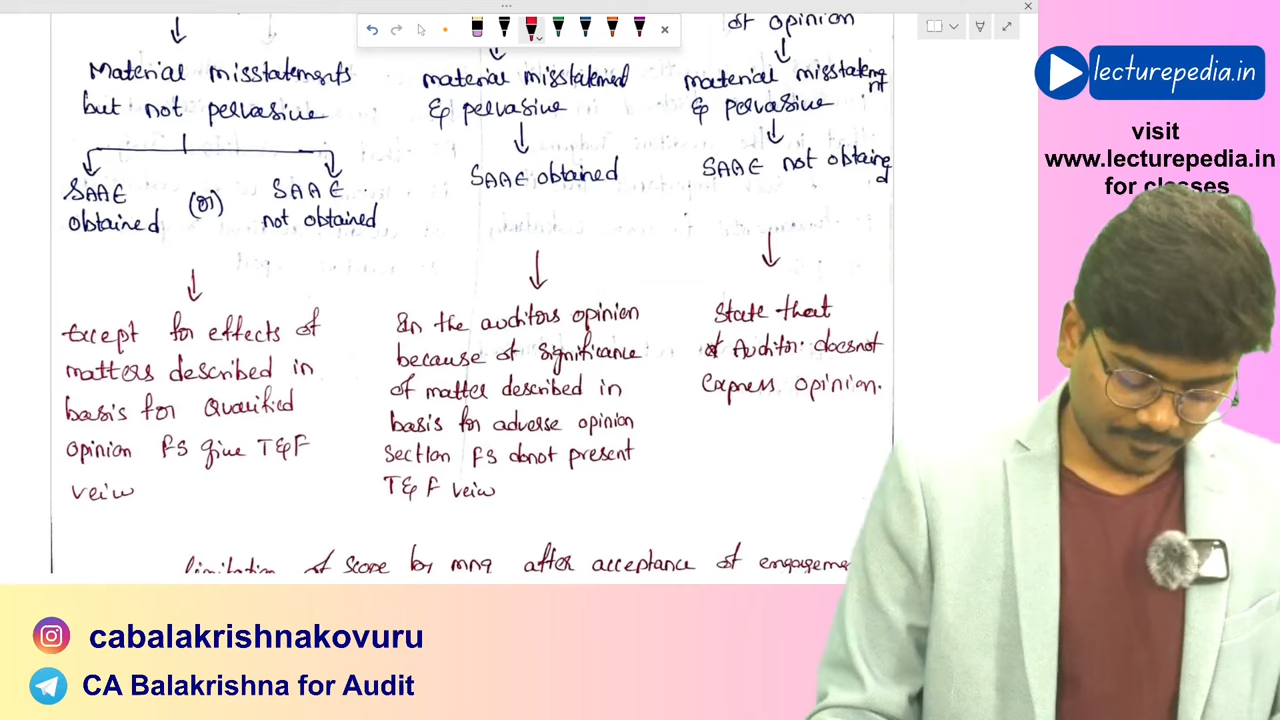 of opinion
Material misstatements
but not pervasive
SAAE
obtained
(or)
SAAE
not obtained
material misstatement
& pervasive
SAAE obtained
material misstatement
& pervasive
SAAE not obtained
Except for effects of
matters described in
basis for Qualified
opinion FS give T&F
veiw
In the auditors opinion
because of significance
of matter described in
basis for adverse opinion
section FS donot present
T & F veiw
State that
Auditor doesnot
express opinion.
limitation of scope by mng after acceptance of engageme
lecturepedia.in
visit
www.lecturepedia.in
for classes
cabalakrishnakovuru
CA Balakrishna for Audit